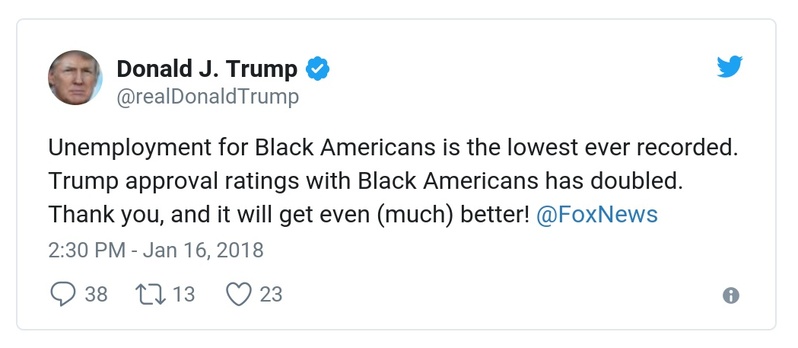 Donald J. Trump
@realDonaldTrump
Unemployment for Black Americans is the lowest ever recorded.
Trump approval ratings with Black Americans has doubled.
Thank you, and it will get even (much) better! @FoxNews
2:30 PM - Jan 16, 2018
38 13 23